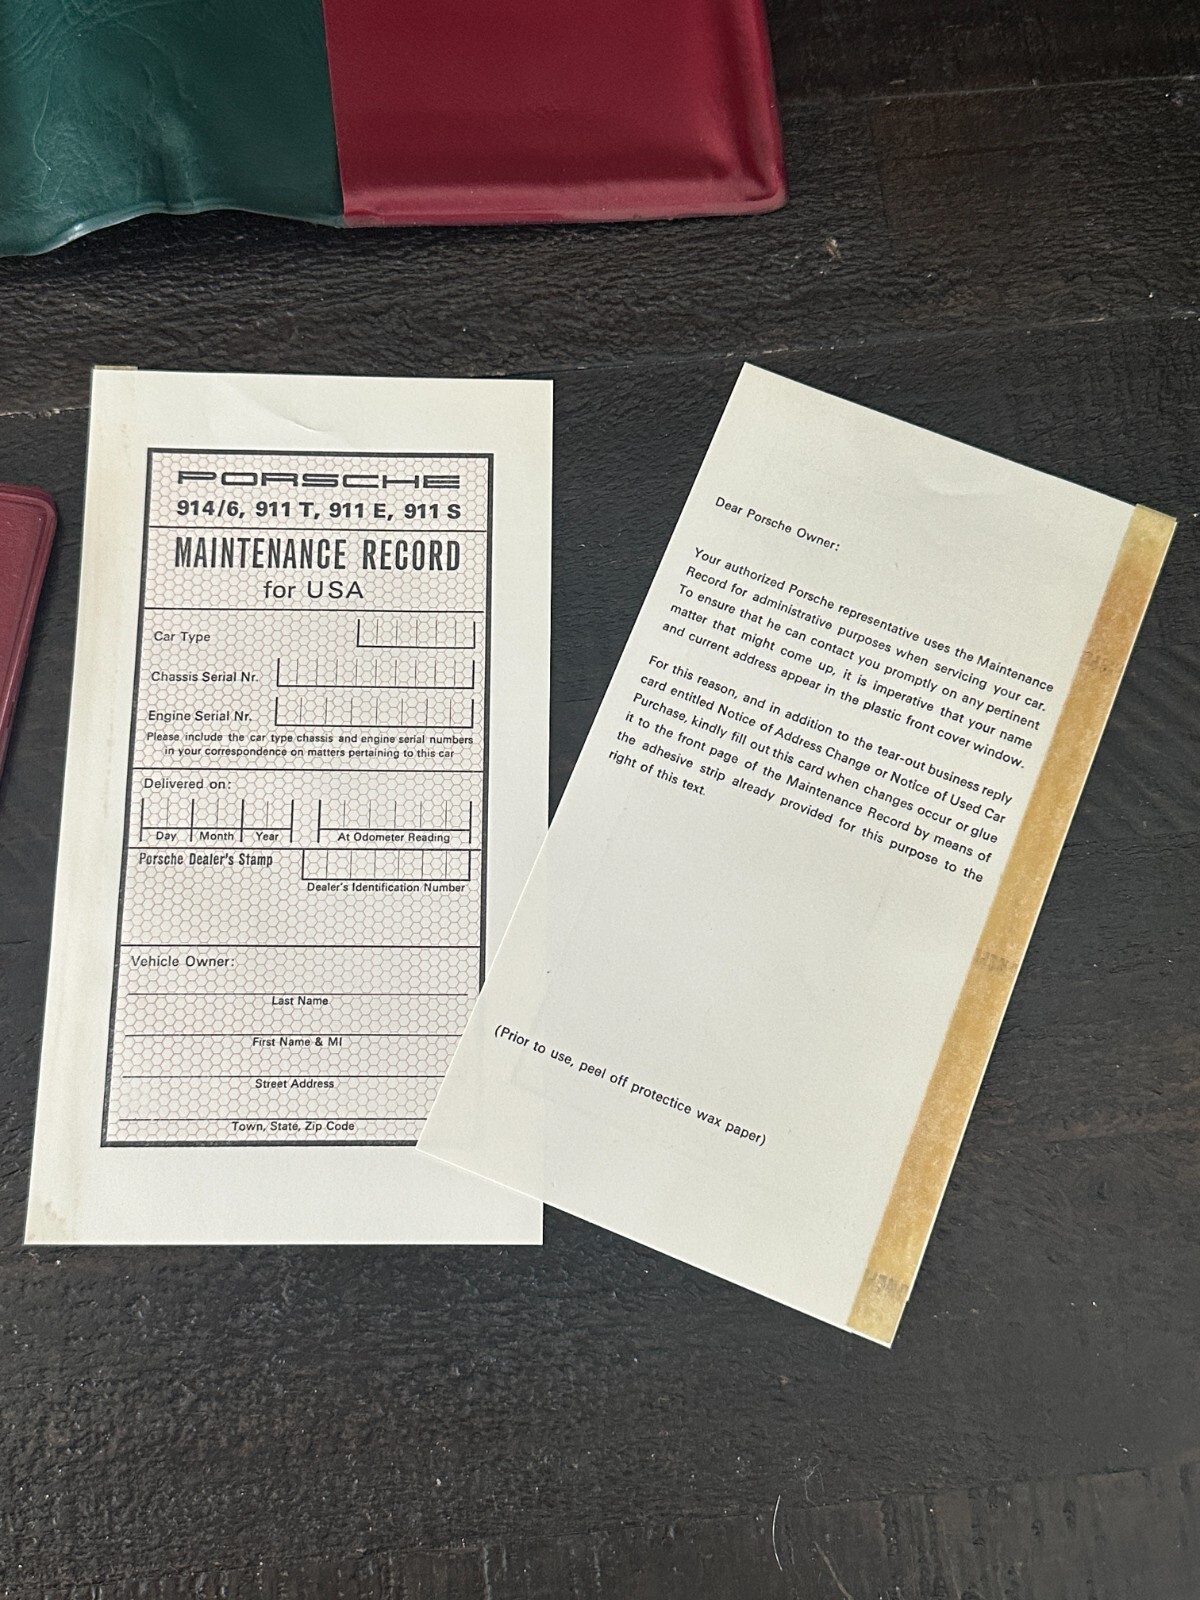 PORSCHE
914/6, 911 T, 911 E, 911 S
MAINTENANCE RECORD
for USA
Car Type
Chassis Serial Nr.
Engine Serial Nr.
Please include the car type chassis and engine serial numbers
in your correspondence on matters pertaining to this car
Delivered on:
Day Month Year At Odometer Reading
Porsche Dealer's Stamp
Dealer's Identification Number
Vehicle Owner:
Last Name
First Name & MI
Street Address
Town, State, Zip Code
Dear Porsche Owner:
Your authorized Porsche representative uses the Maintenance
Record for administrative purposes when servicing your car.
To ensure that he can contact you promptly on any pertinent
matter that might come up, it is imperative that your name
and current address appear in the plastic front cover window.
For this reason, and in addition to the tear-out business reply
card entitled Notice of Address Change or Notice of Used Car
Purchase, kindly fill out this card when changes occur or glue
it to the front page of the Maintenance Record by means of
the adhesive strip already provided for this purpose to the
right of this text.
(Prior to use, peel off protectice wax paper)